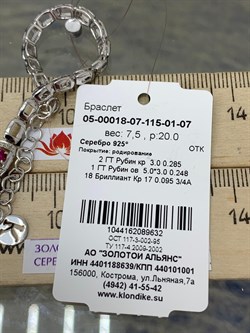 Браслет
05-00018-07-115-01-07
вес: 7,5 , р:20.0
Серебро 925° ОТК
Покрытие: родирование
2 ГТ Рубин кр 3.0 0.285
1 ГТ Рубин ов 5.0*3.0 0.248
18 Бриллиант Кр 17 0.095 3/4А
1044162089632
ОСТ 117-3-002-95
ТУ 117-4.2099-2002
АО "ЗОЛОТОЙ АЛЬЯНС"
ИНН 4401188639/КПП 440101001
156000, Кострома, ул.Льняная,7а
(4942) 41-55-42
www.klondike.su
ЗОЛО
СЕРЕ